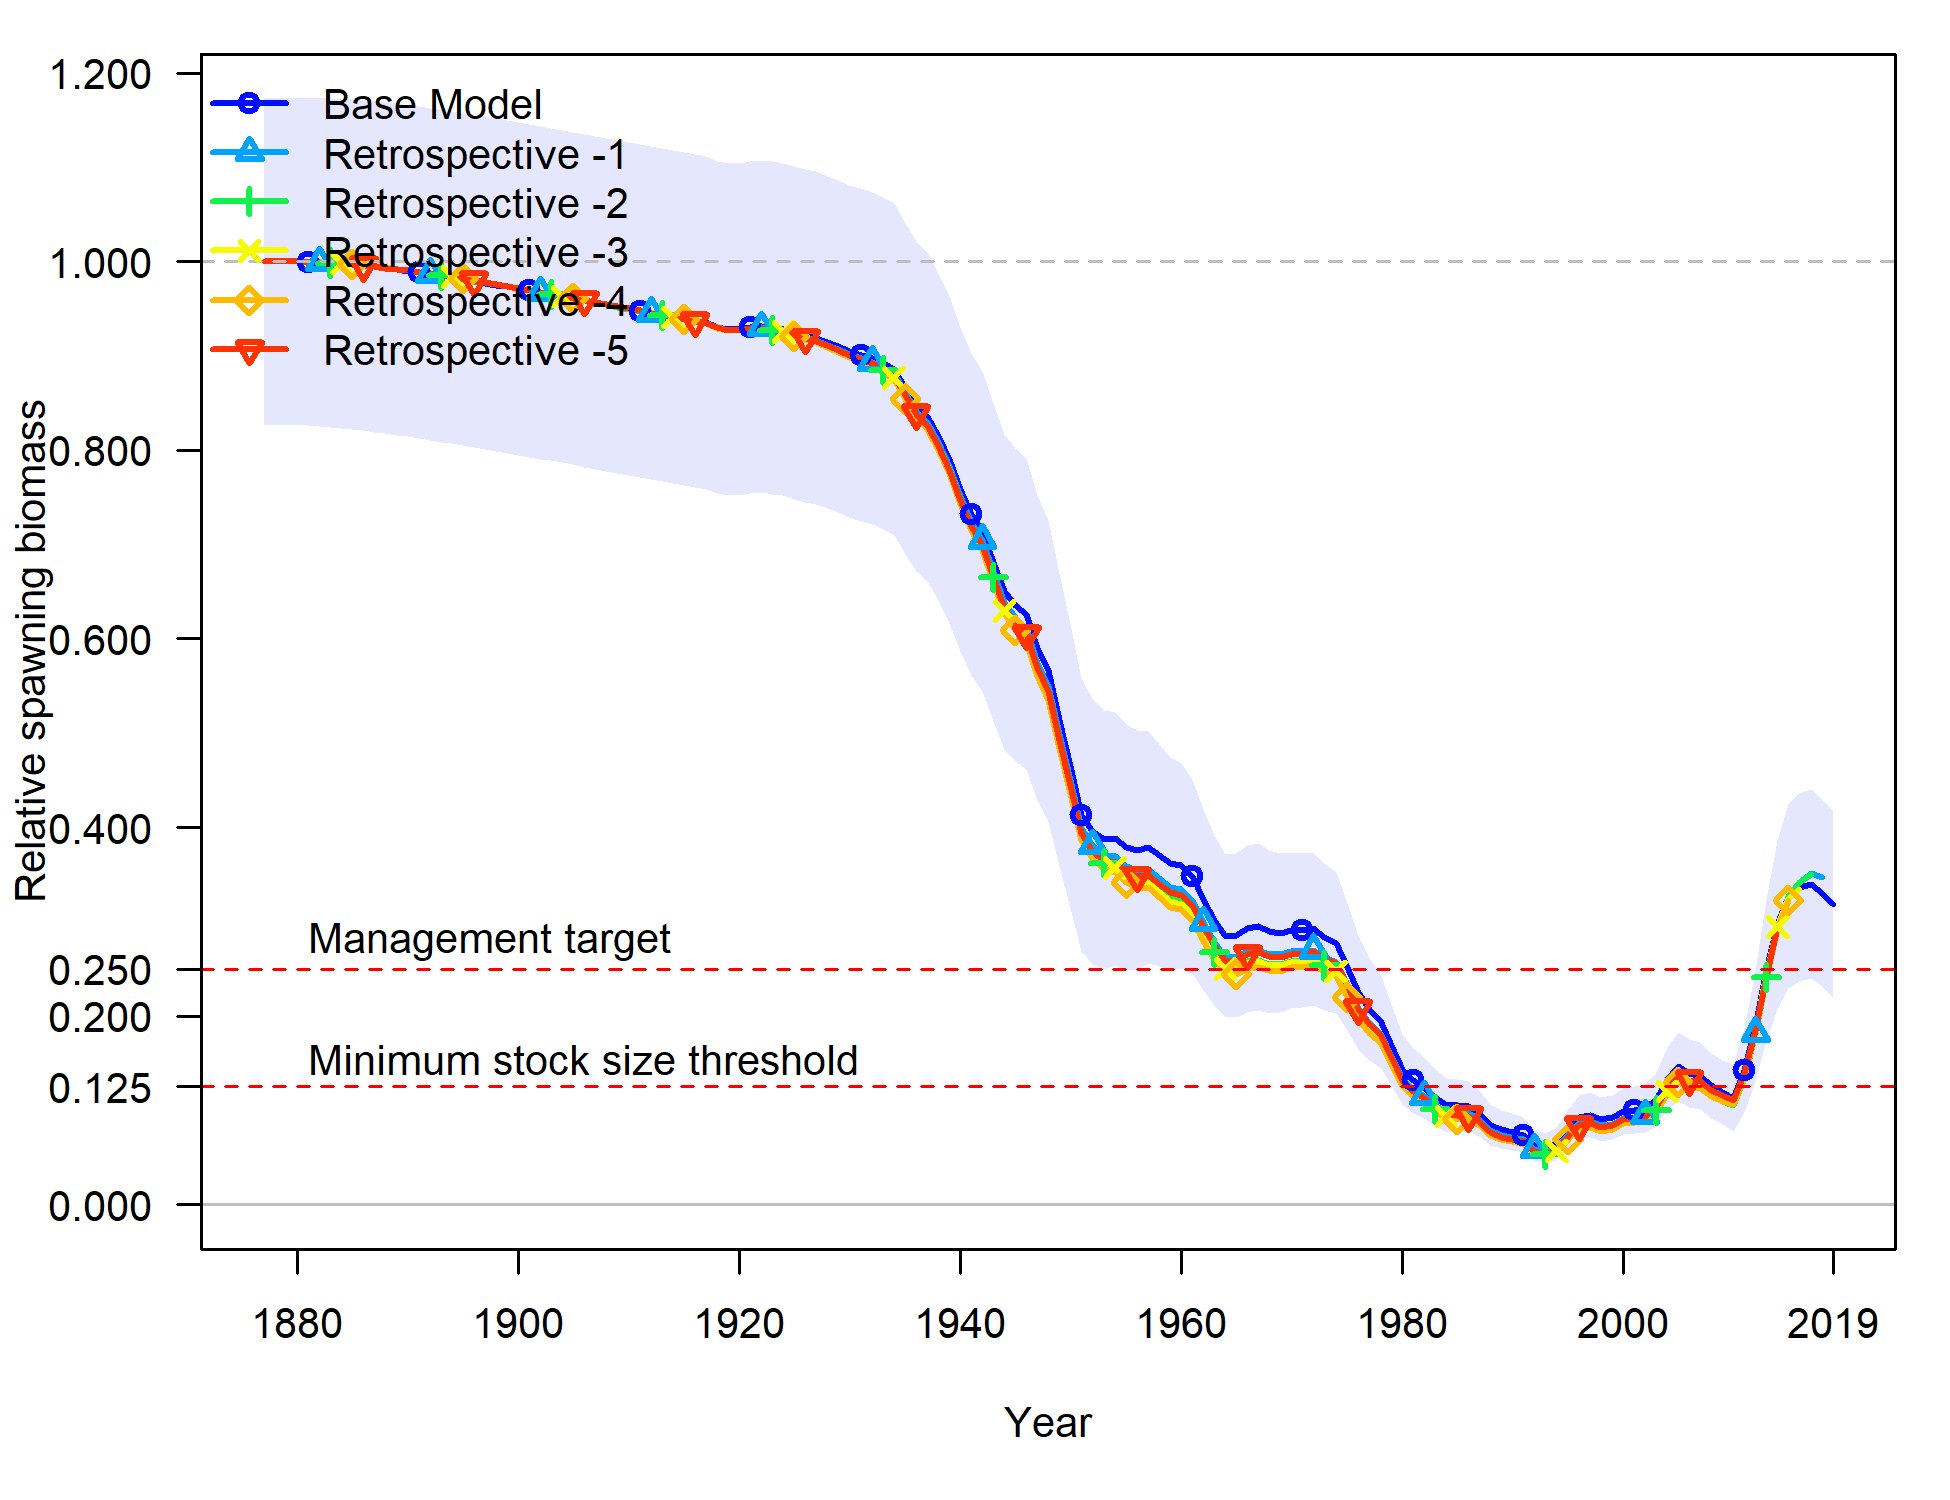 1.200
1.000
0.800
0.600
0.400
0.250
0.200
0.125
0.000
Relative spawning biomass
Base Model
Retrospective -1
Retrospective -2
Retrospective -3
Retrospective -4
Retrospective -5
Management target
Minimum stock size threshold
1880 1900 1920 1940 1960 1980 2000 2019
Year